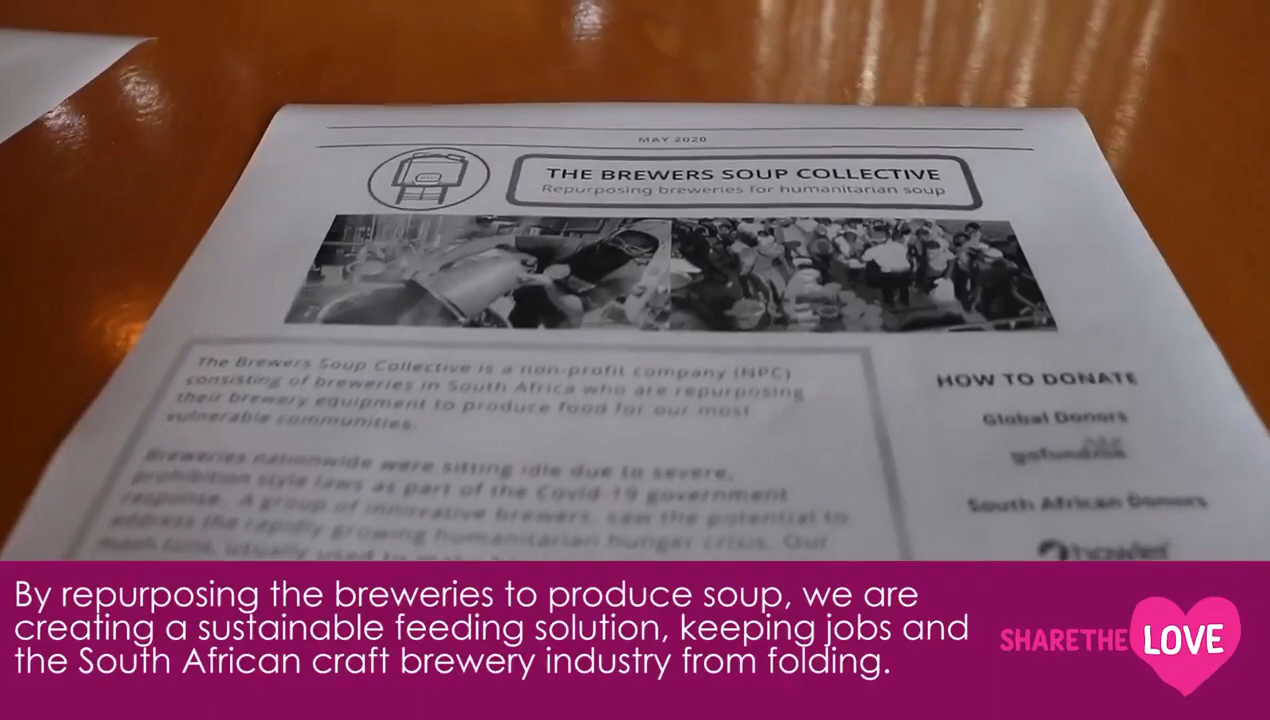 MAY 2020
THE BREWERS SOUP COLLECTIVE
Repurposing breweries for humanitarian soup
The Brewers Soup Collective is a non-profit company (NPC)
consisting of breweries in South Africa who are repurposing
their brewery equipment to produce food for our most
vulnerable communities.
Breweries nationwide were sitting idle due to severe,
prohibition style laws as part of the Covid-19 government
response. A group of innovative brewers, saw the potential to
address the rapidly growing humanitarian hunger crisis. Our
HOW TO DONATE
Global Donors
gofundme
South African Donors
howler
By repurposing the breweries to produce soup, we are
creating a sustainable feeding solution, keeping jobs and
the South African craft brewery industry from folding.
SHARETHE LOVE